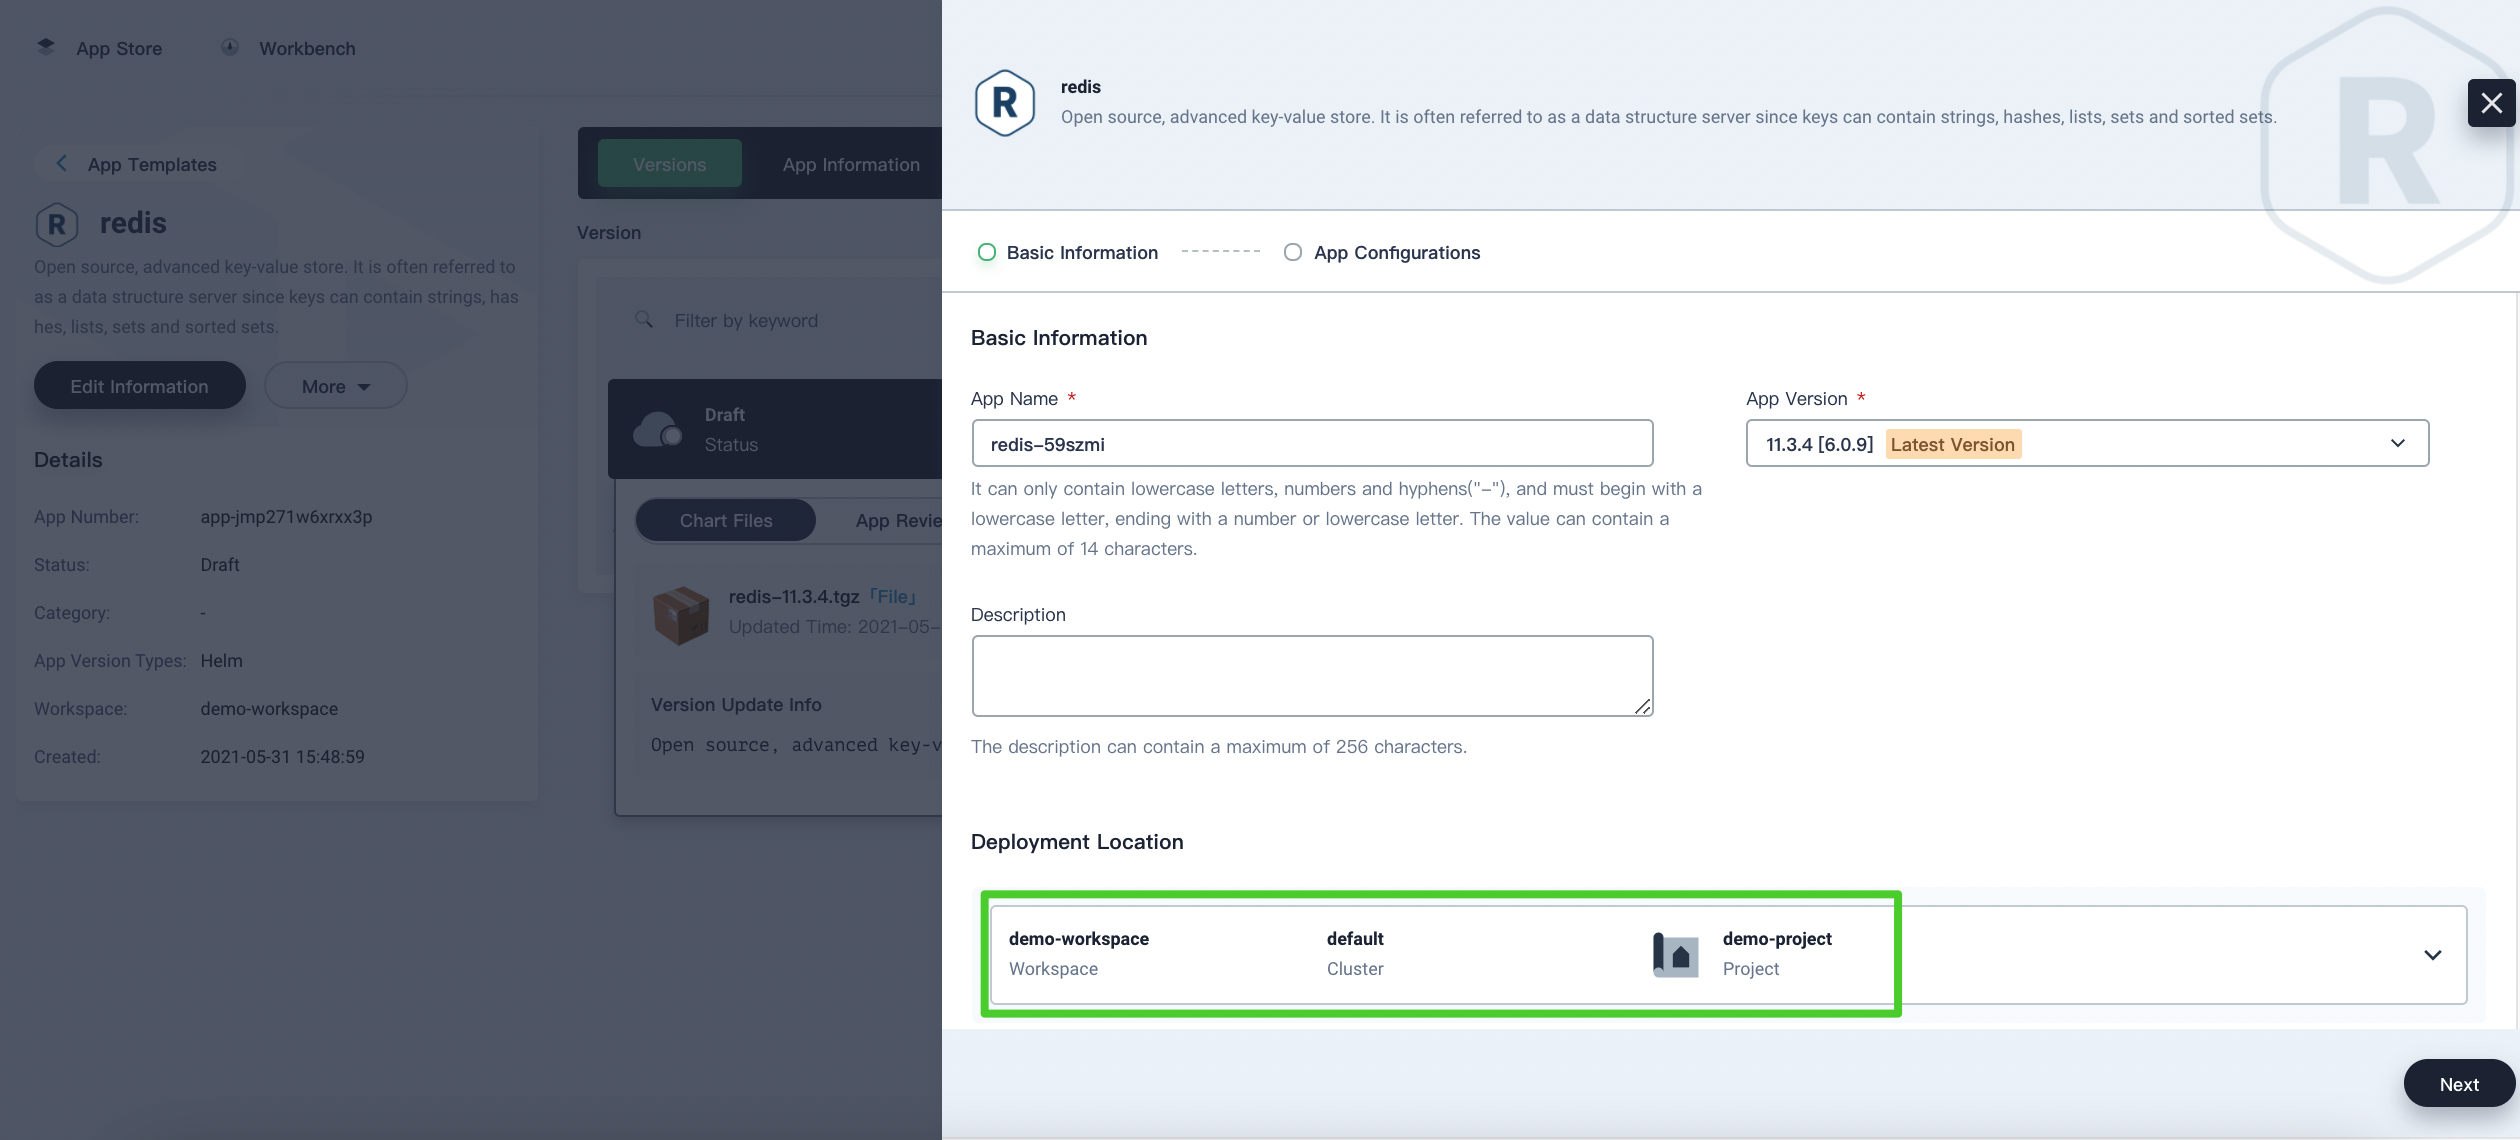 App Store
Workbench
App Templates
R
redis
Open source, advanced key-value store. It is often referred to
as a data structure server since keys can contain strings, has
hes, lists, sets and sorted sets.
Edit Information
More
Details
App Number: app-jmp271w6xrxx3p
Status: Draft
Category: -
App Version Types: Helm
Workspace: demo-workspace
Created: 2021-05-31 15:48:59
Versions
App Information
Version
Filter by keyword
Draft
Status
Chart Files
App Revie
redis-11.3.4.tgz「File」
Updated Time: 2021-05-
Version Update Info
Open source, advanced key-v
R
redis
Open source, advanced key-value store. It is often referred to as a data structure server since keys can contain strings, hashes, lists, sets and sorted sets.
R
Basic Information
App Configurations
Basic Information
App Name *
redis-59szmi
It can only contain lowercase letters, numbers and hyphens("-"), and must begin with a
lowercase letter, ending with a number or lowercase letter. The value can contain a
maximum of 14 characters.
App Version *
11.3.4 [6.0.9] Latest Version
Description
The description can contain a maximum of 256 characters.
Deployment Location
demo-workspace
Workspace
default
Cluster
demo-project
Project
Next